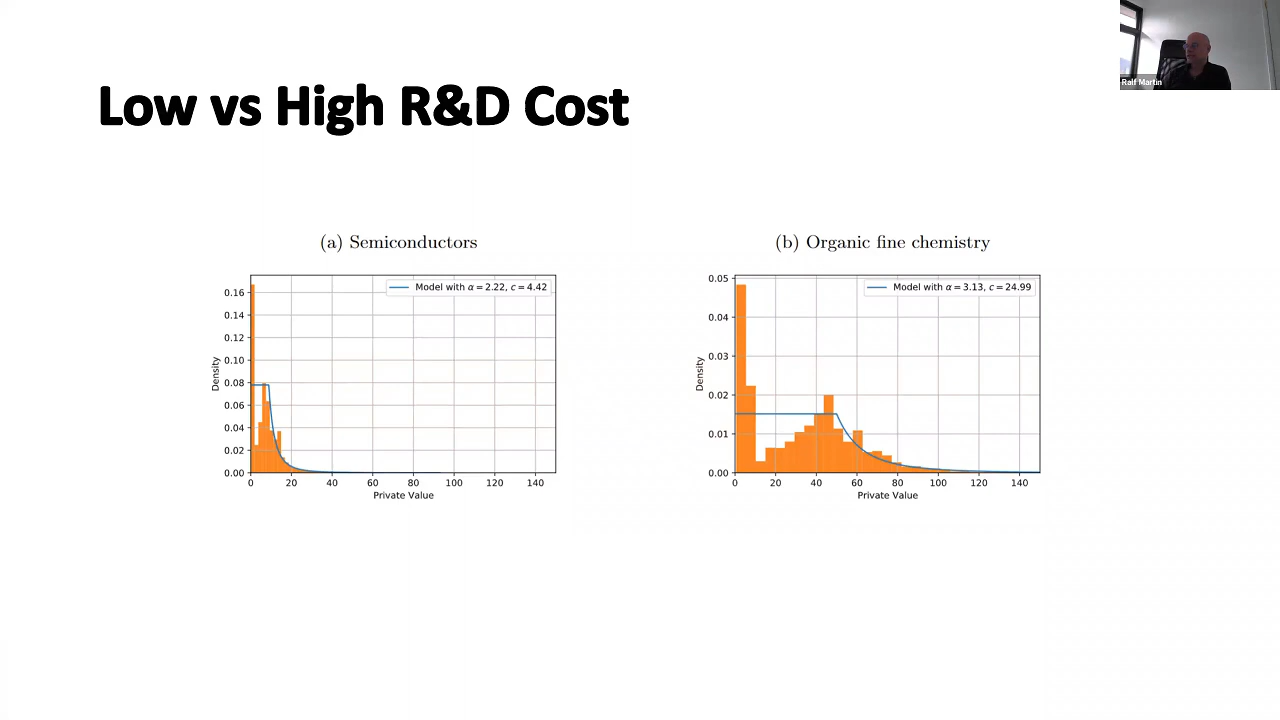 Ralf Martin
Low vs High R&D Cost
(a) Semiconductors
Model with α = 2.22, c = 4.42
0.16
0.14
0.12
0.10
0.08
0.06
0.04
0.02
0.00
Density
0 20 40 60 80 100 120 140
Private Value
(b) Organic fine chemistry
Model with α = 3.13, c = 24.99
0.05
0.04
0.03
0.02
0.01
0.00
Density
0 20 40 60 80 100 120 140
Private Value